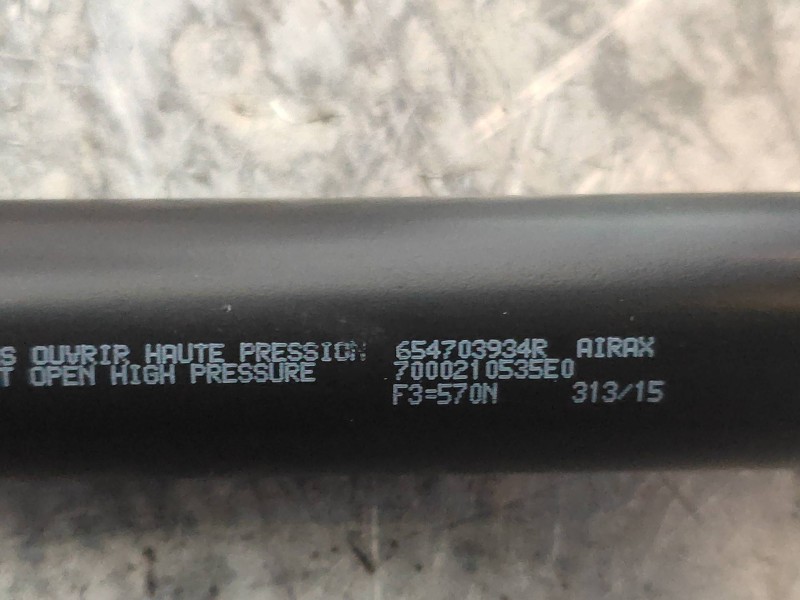 S OUVRIR HAUTE PRESSION 654703934R AIRAX
T OPEN HIGH PRESSURE 7000210535E0
F3=570N 313/15